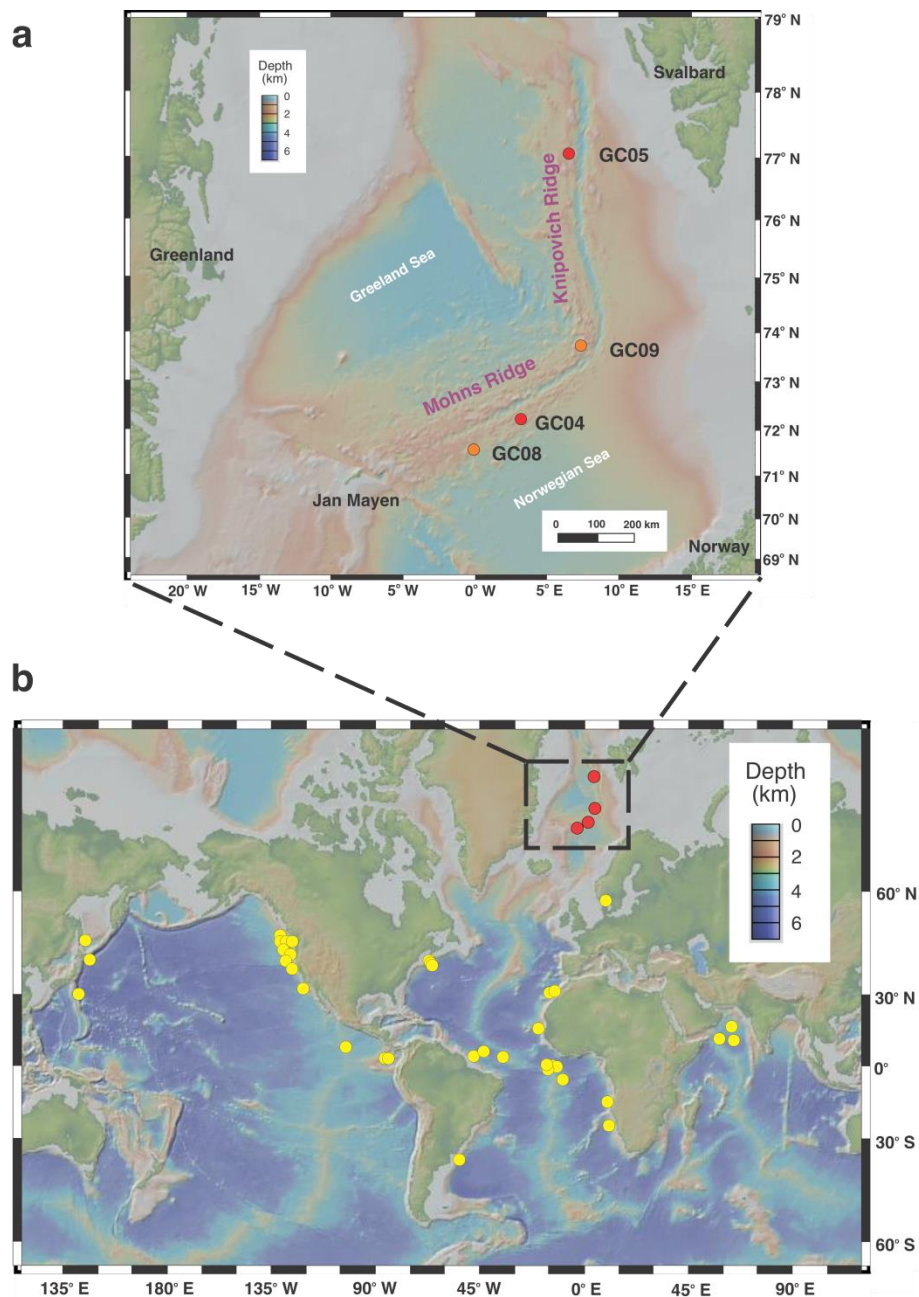 a
Depth
(km)
0
2
4
6
Svalbard
GC05
Knipovich Ridge
Greenland
Greeland Sea
GC09
Mohns Ridge
GC04
GC08
Norwegian Sea
Jan Mayen
0 100 200 km
Norway
79° N
78° N
77° N
76° N
75° N
74° N
73° N
72° N
71° N
70° N
69° N
20° W 15° W 5° W 0° W 5° E 10° E 15° E
b
Depth
(km)
0
2
4
6
60° N
30° N
0°
30° S
60° S
135° E 180° E 135° W 90° W 45° W 0° E 45° E 90° E